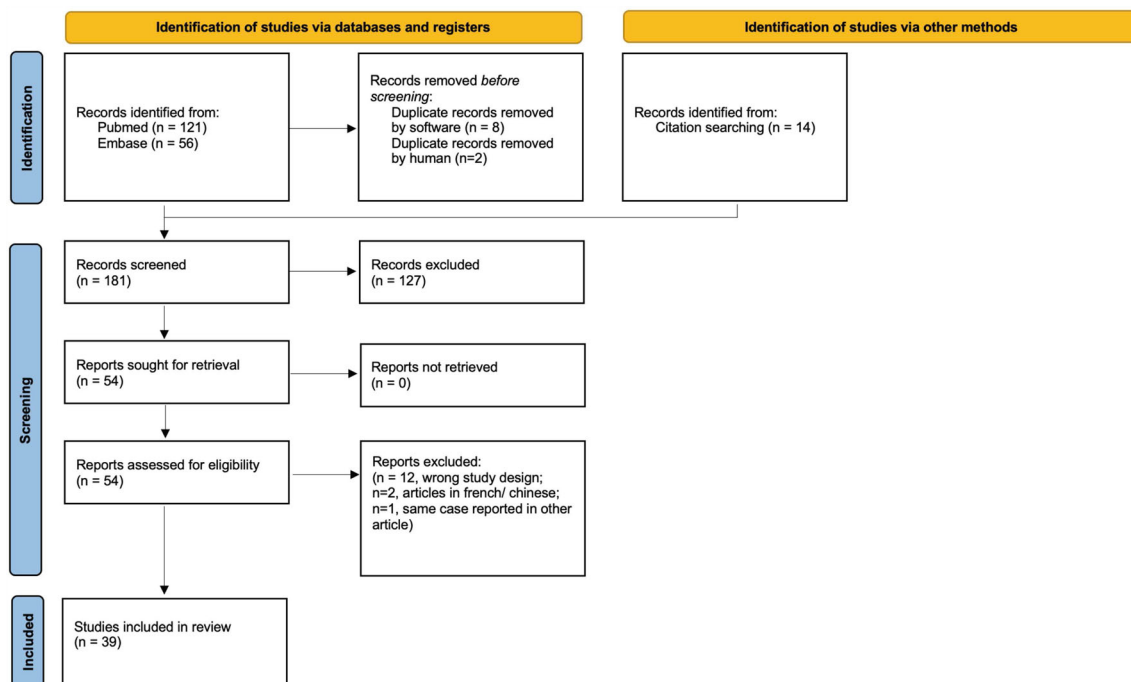 Identification of studies via databases and registers
Identification of studies via other methods
Identification
Records identified from:
Pubmed (n = 121)
Embase (n = 56)
Records removed before
screening:
Duplicate records removed
by software (n = 8)
Duplicate records removed
by human (n=2)
Records identified from:
Citation searching (n = 14)
Screening
Records screened
(n = 181)
Records excluded
(n = 127)
Reports sought for retrieval
(n = 54)
Reports not retrieved
(n = 0)
Reports assessed for eligibility
(n = 54)
Reports excluded:
(n = 12, wrong study design;
n=2, articles in french/ chinese;
n=1, same case reported in other
article)
Included
Studies included in review
(n = 39)